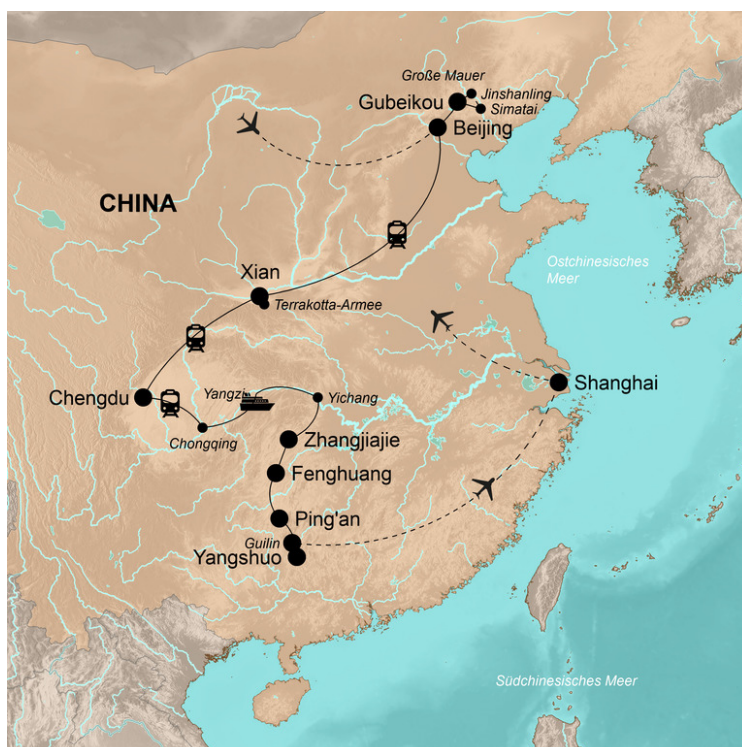 Große Mauer
Jinshanling
Gubeikou
Simatai
Beijing
CHINA
Ostchinesisches
Meer
Xian
Terrakotta-Armee
Chengdu
Yangzi
Yichang
Shanghai
Chongqing
Zhangjiajie
Fenghuang
Ping'an
Guilin
Yangshuo
Südchinesisches Meer